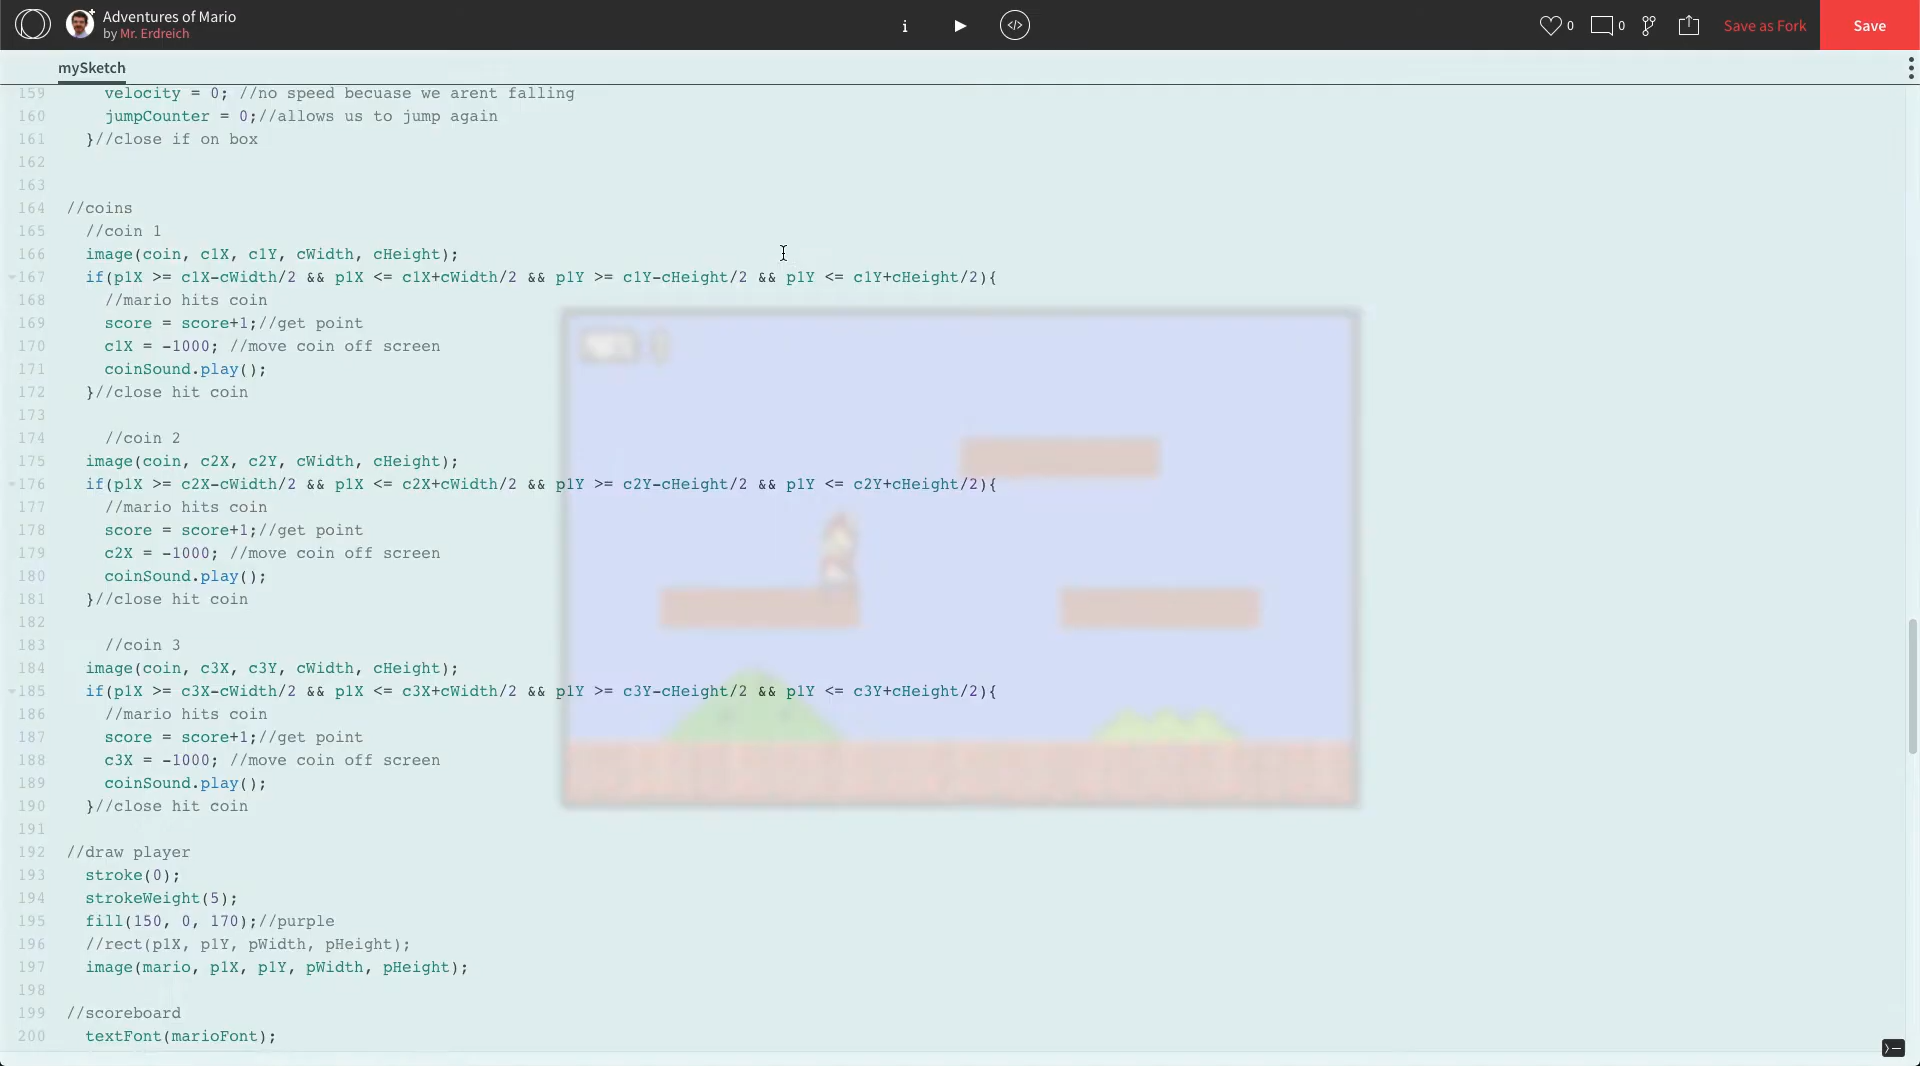 Adventures of Mario
by Mr. Erdreich
0
0
Save as Fork
Save
mySketch
159 velocity = 0; //no speed becuase we arent falling
160 jumpCounter = 0;//allows us to jump again
161 }//close if on box
162
163
164 //coins
165 //coin 1
166 image(coin, c1X, c1Y, cWidth, cHeight);
167 if(p1X >= c1X-cWidth/2 && p1X <= c1X+cWidth/2 && p1Y >= c1Y-cHeight/2 && p1Y <= c1Y+cHeight/2){
168 //mario hits coin
169 score = score+1;//get point
170 c1X = -1000; //move coin off screen
171 coinSound.play();
172 }//close hit coin
173
174 //coin 2
175 image(coin, c2X, c2Y, cWidth, cHeight);
176 if(p1X >= c2X-cWidth/2 && p1X <= c2X+cWidth/2 && p1Y >= c2Y-cHeight/2 && p1Y <= c2Y+cHeight/2){
177 //mario hits coin
178 score = score+1;//get point
179 c2X = -1000; //move coin off screen
180 coinSound.play();
181 }//close hit coin
182
183 //coin 3
184 image(coin, c3X, c3Y, cWidth, cHeight);
185 if(p1X >= c3X-cWidth/2 && p1X <= c3X+cWidth/2 && p1Y >= c3Y-cHeight/2 && p1Y <= c3Y+cHeight/2){
186 //mario hits coin
187 score = score+1;//get point
188 c3X = -1000; //move coin off screen
189 coinSound.play();
190 }//close hit coin
191
192 //draw player
193 stroke(0);
194 strokeWeight(5);
195 fill(150, 0, 170);//purple
196 //rect(p1X, p1Y, pWidth, pHeight);
197 image(mario, p1X, p1Y, pWidth, pHeight);
198
199 //scoreboard
200 textFont(marioFont);